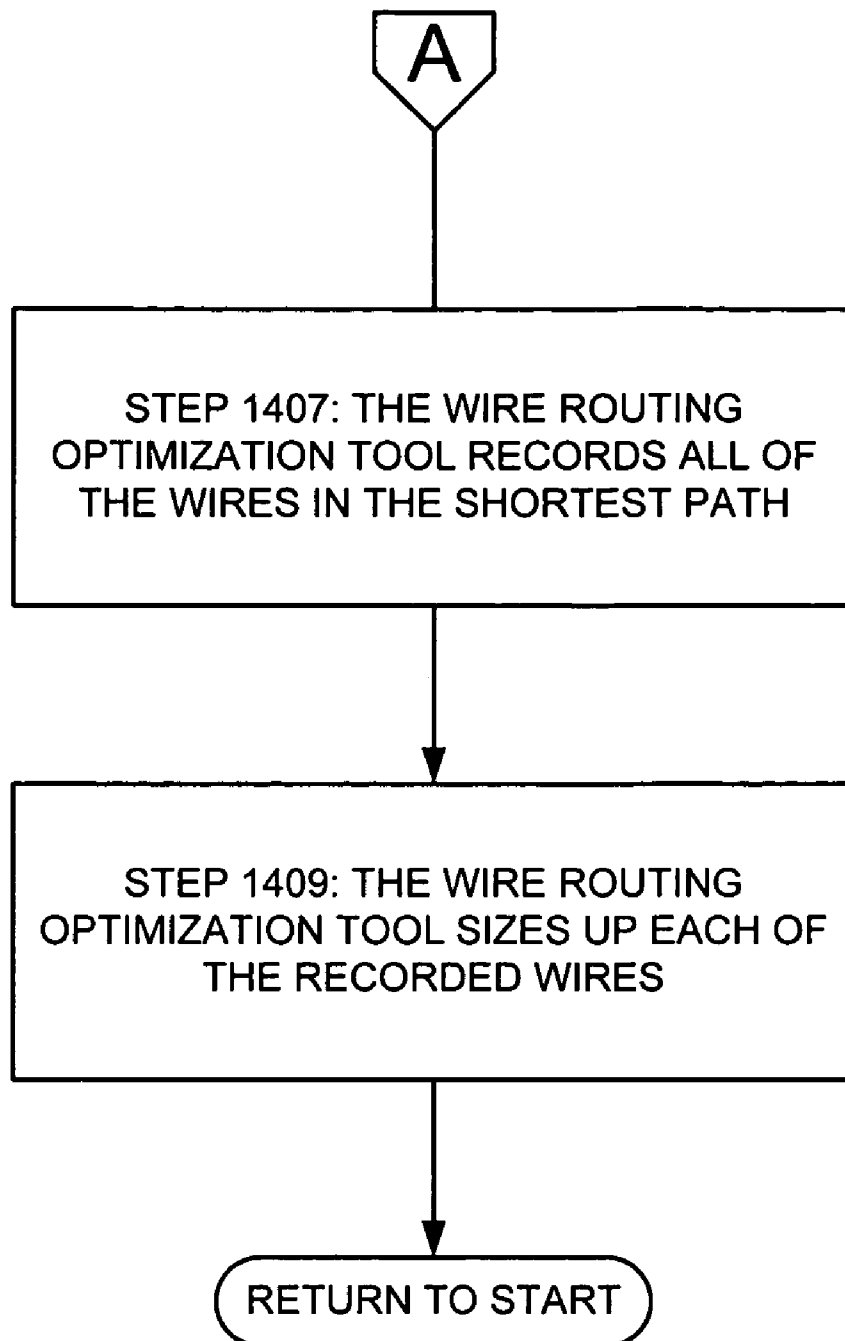 A
STEP 1407: THE WIRE ROUTING
OPTIMIZATION TOOL RECORDS ALL OF
THE WIRES IN THE SHORTEST PATH
STEP 1409: THE WIRE ROUTING
OPTIMIZATION TOOL SIZES UP EACH OF
THE RECORDED WIRES
RETURN TO START